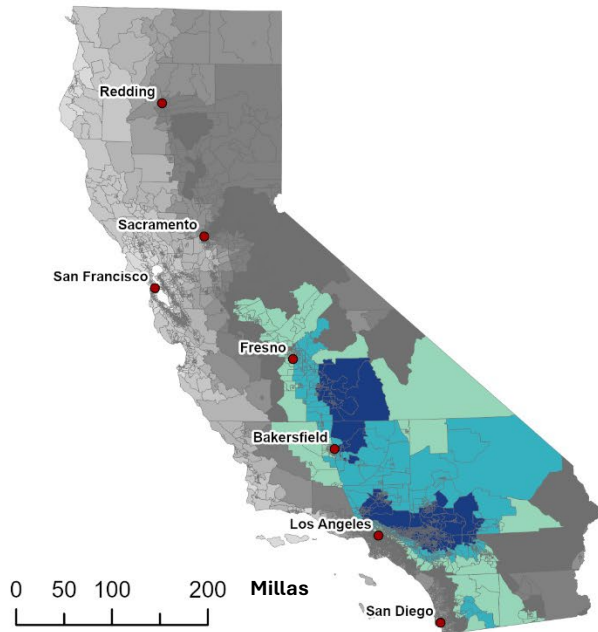 Redding
Sacramento
San Francisco
Fresno
Bakersfield
Los Angeles
San Diego
0 50 100 200 Millas